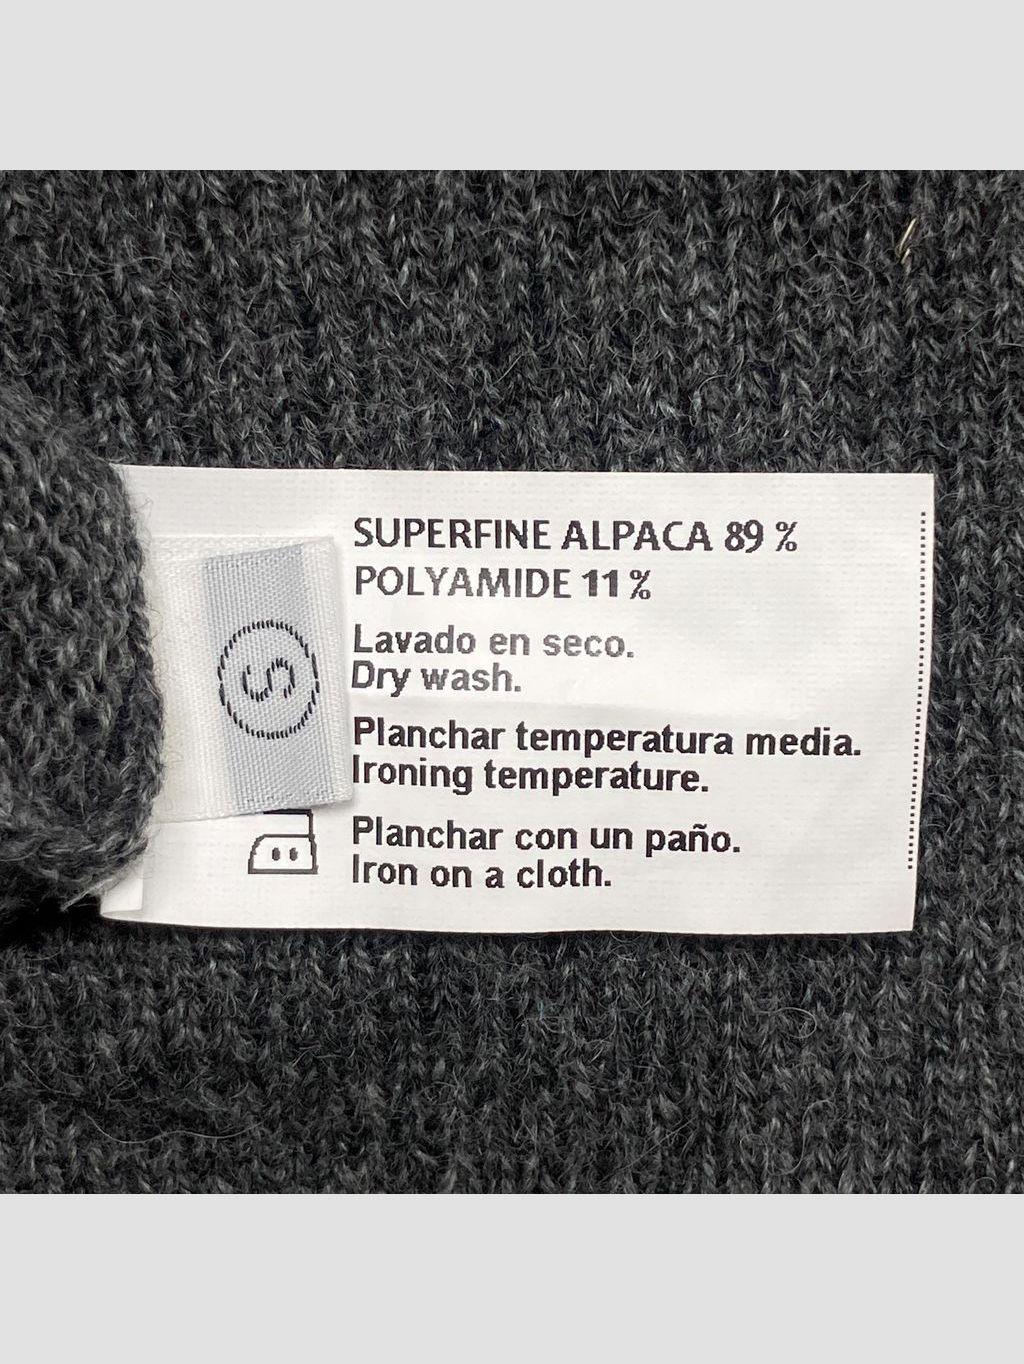 SUPERFINE ALPACA 89 %
POLYAMIDE 11 %
Lavado en seco.
Dry wash.
Planchar temperatura media.
Ironing temperature.
Planchar con un paño.
Iron on a cloth.
S